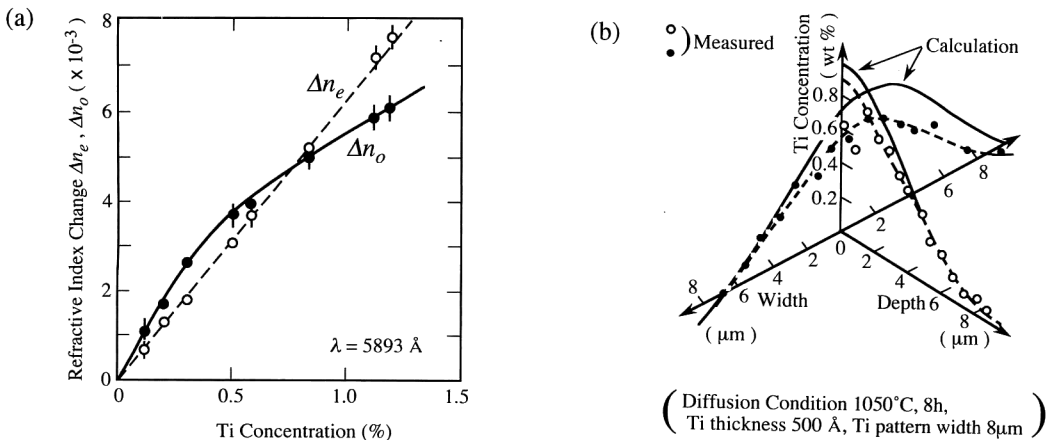 (a)
Refractive Index Change Δnₑ , Δnₒ ( x 10⁻³ )
8
6
4
2
0
Δnₑ
Δnₒ
λ = 5893 Å
0
0.5
1.0
1.5
Ti Concentration (%)
(b)
) Measured
Ti Concentration
( wt % )
Calculation
0.8
0.6
0.4
0.2
0
2
4
6
8
Width
( μm )
2
6
8
2
4
6
8
Depth
( μm )
( Diffusion Condition 1050°C, 8h,
Ti thickness 500 Å, Ti pattern width 8μm )